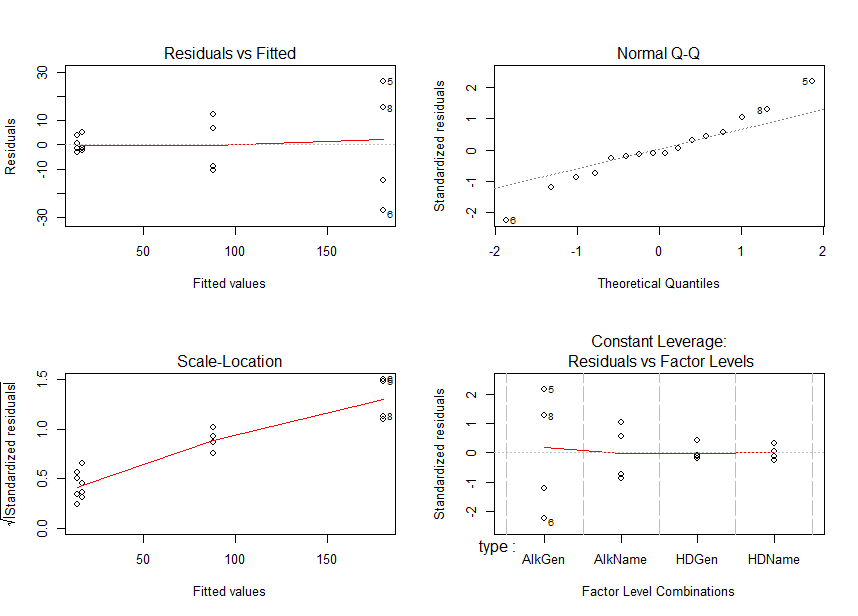 Residuals vs Fitted
30
10
0
-10
-30
Residuals
5
8
6
50
100
150
Fitted values
Normal Q-Q
2
1
0
-1
-2
Standardized residuals
5
8
6
-2
-1
0
1
2
Theoretical Quantiles
Scale-Location
1.5
1.0
0.5
0.0
√|Standardized residuals|
8
50
100
150
Fitted values
Constant Leverage:
Residuals vs Factor Levels
2
1
0
-1
-2
Standardized residuals
5
8
6
type :
AlkGen
AlkName
HDGen
HDName
Factor Level Combinations